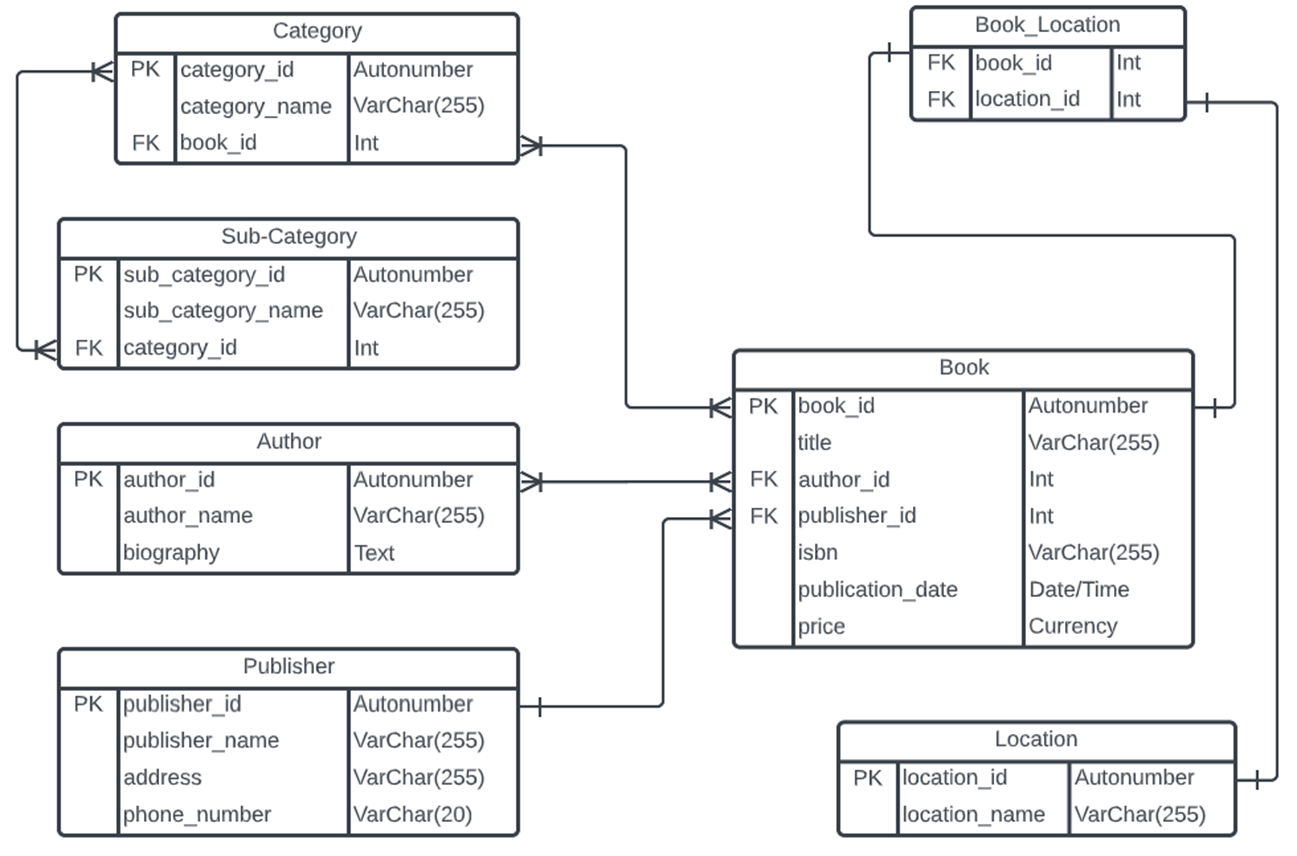 Category
PK category_id Autonumber
category_name VarChar(255)
FK book_id Int
Sub-Category
PK sub_category_id Autonumber
sub_category_name VarChar(255)
FK category_id Int
Author
PK author_id Autonumber
author_name VarChar(255)
biography Text
Publisher
PK publisher_id Autonumber
publisher_name VarChar(255)
address VarChar(255)
phone_number VarChar(20)
Book_Location
FK book_id Int
FK location_id Int
Book
PK book_id Autonumber
title VarChar(255)
FK author_id Int
FK publisher_id Int
isbn VarChar(255)
publication_date Date/Time
price Currency
Location
PK location_id Autonumber
location_name VarChar(255)